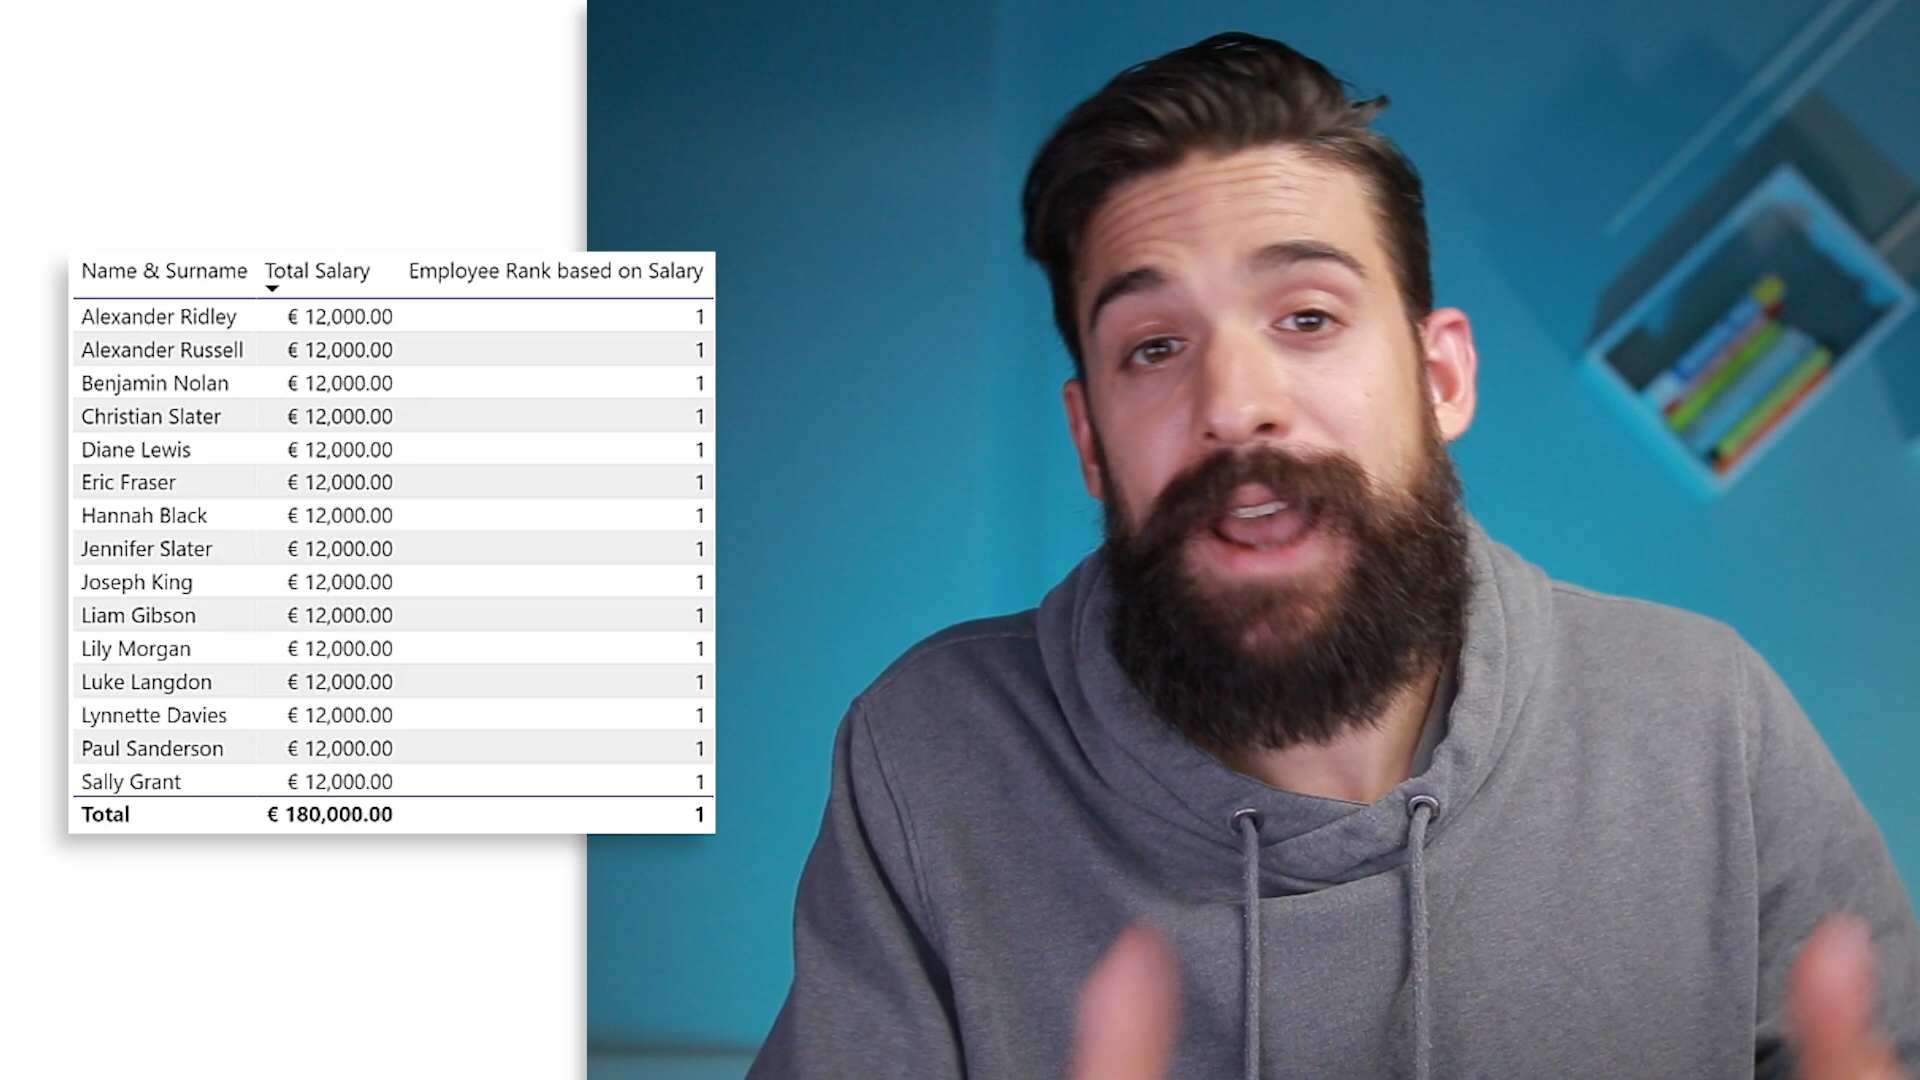 Name & Surname Total Salary Employee Rank based on Salary
Alexander Ridley € 12,000.00 1
Alexander Russell € 12,000.00 1
Benjamin Nolan € 12,000.00 1
Christian Slater € 12,000.00 1
Diane Lewis € 12,000.00 1
Eric Fraser € 12,000.00 1
Hannah Black € 12,000.00 1
Jennifer Slater € 12,000.00 1
Joseph King € 12,000.00 1
Liam Gibson € 12,000.00 1
Lily Morgan € 12,000.00 1
Luke Langdon € 12,000.00 1
Lynnette Davies € 12,000.00 1
Paul Sanderson € 12,000.00 1
Sally Grant € 12,000.00 1
Total € 180,000.00 1